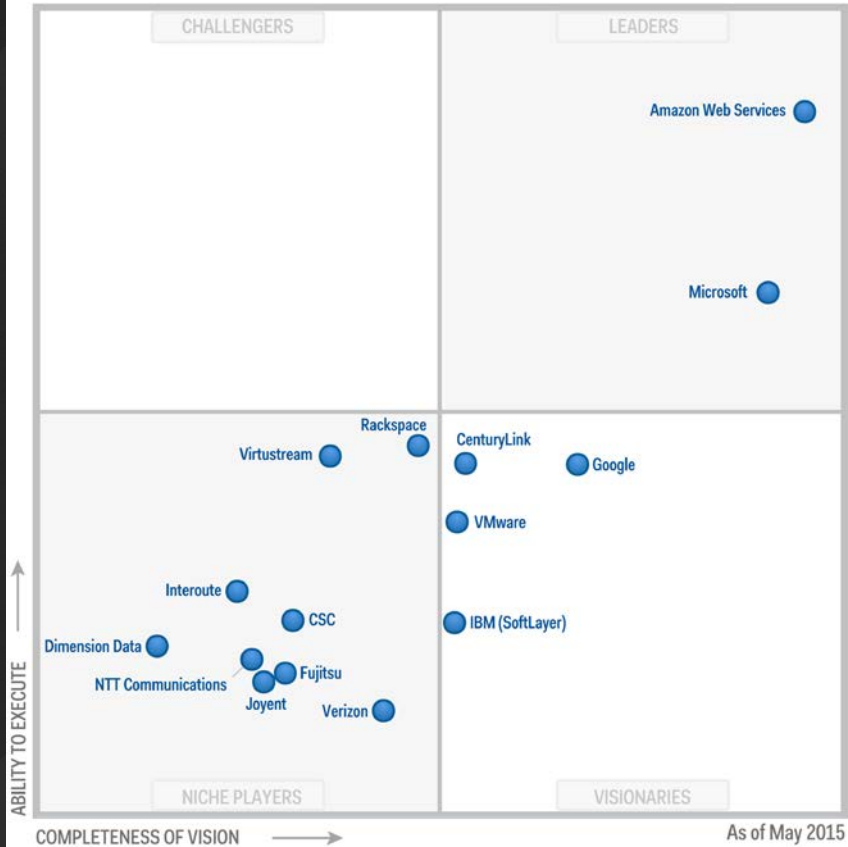 CHALLENGERS
LEADERS
Amazon Web Services
Microsoft
Rackspace
CenturyLink
Virtustream
Google
VMware
Interoute
CSC
IBM (SoftLayer)
Dimension Data
Fujitsu
NTT Communications
Joyent
Verizon
NICHE PLAYERS
VISIONARIES
ABILITY TO EXECUTE
COMPLETENESS OF VISION
As of May 2015